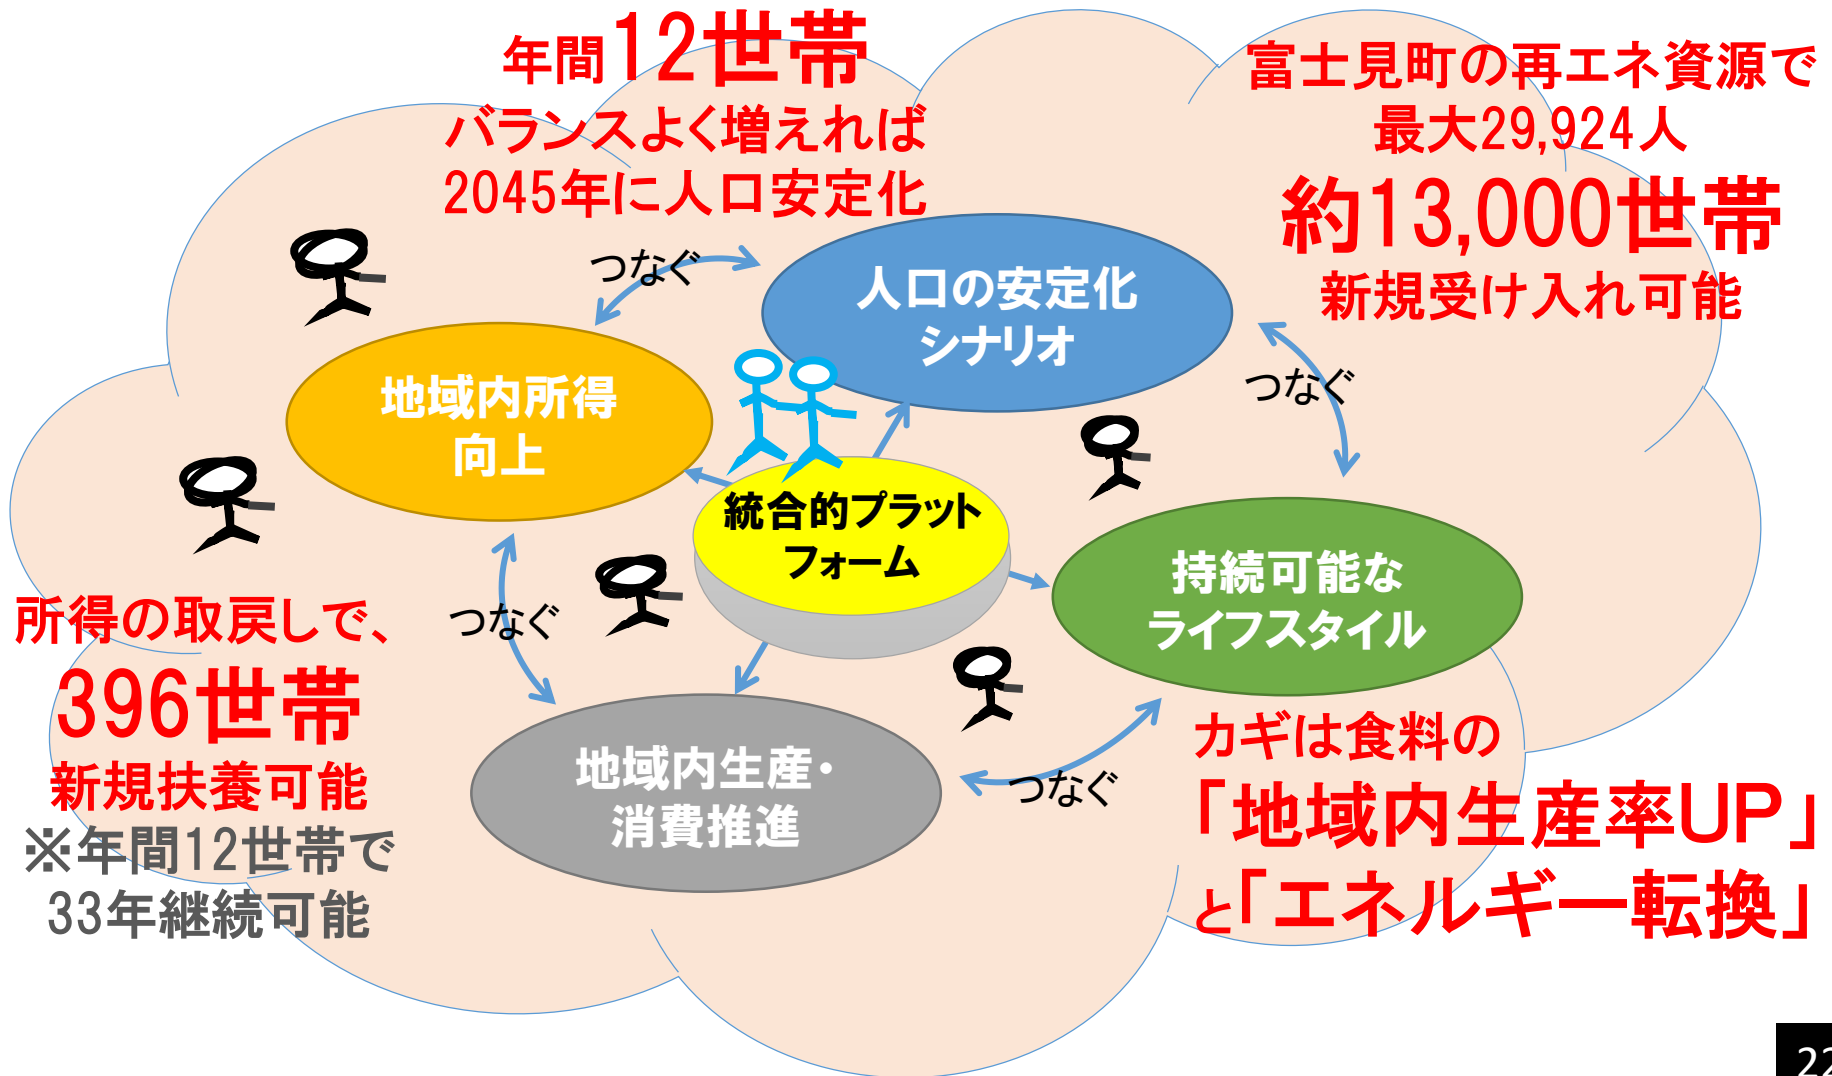 年間12世帯
バランスよく増えれば
2045年に人口安定化
富士見町の再エネ資源で
最大29,924人
約13,000世帯
新規受け入れ可能
つなぐ
人口の安定化
シナリオ
つなぐ
地域内所得
向上
統合的プラット
フォーム
持続可能な
ライフスタイル
つなぐ
所得の取戻しで、
396世帯
新規扶養可能
※年間12世帯で
33年継続可能
地域内生産・
消費推進
つなぐ
カギは食料の
「地域内生産率UP」
と「エネルギー転換」
22